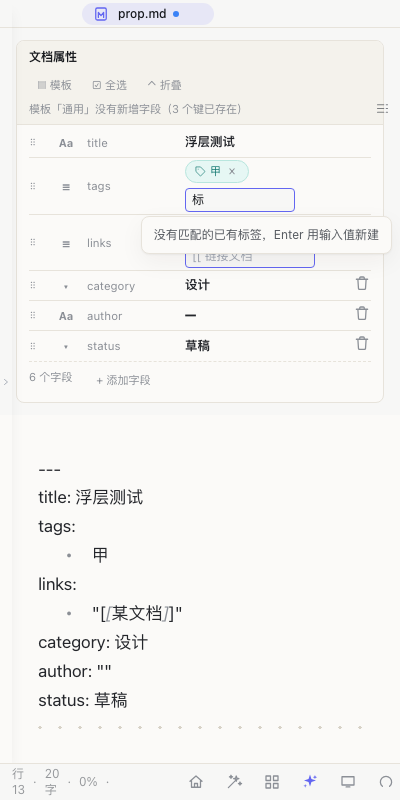 prop.md
文档属性
模板 全选 折叠
模板「通用」没有新增字段（3 个键已存在）
Aa title 浮层测试
tags 甲 ×
标
没有匹配的已有标签，Enter 用输入值新建
links
[[ 链接文档
category 设计
Aa author —
status 草稿
6 个字段 + 添加字段
---
title: 浮层测试
tags:
• 甲
links:
• "[[某文档]]"
category: 设计
author: ""
status: 草稿
行 13 · 20 字 · 0% ·